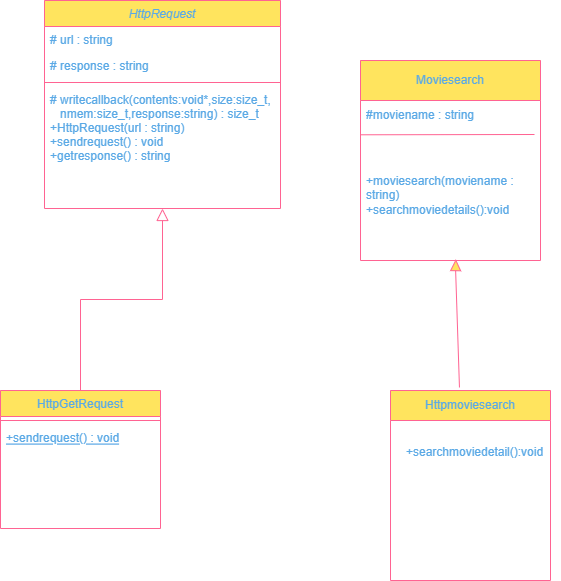 HttpRequest
# url : string
# response : string
# writecallback(contents:void*,size:size_t,
nmem:size_t,response:string) : size_t
+HttpRequest(url : string)
+sendrequest() : void
+getresponse() : string
Moviesearch
#moviename : string
+moviesearch(moviename :
string)
+searchmoviedetails():void
HttpGetRequest
+sendrequest() : void
Httpmoviesearch
+searchmoviedetail():void